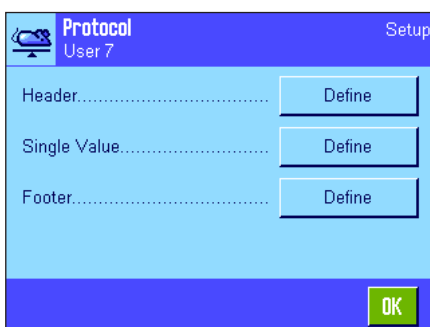 Protocol
Setup
User 7
Header................................... Define
Single Value........................... Define
Footer.................................... Define
OK